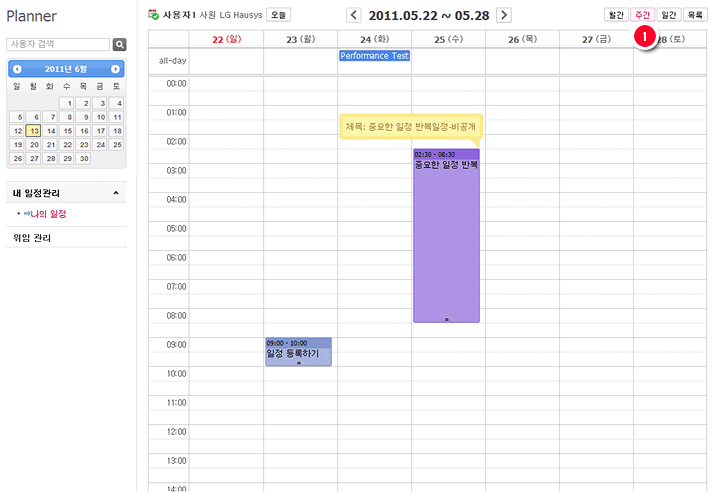 Planner
사용자 검색
2011년 6월
일 월 화 수 목 금 토
1 2 3 4
5 6 7 8 9 10 11
12 13 14 15 16 17 18
19 20 21 22 23 24 25
26 27 28 29 30
내 일정관리
⇨나의 일정
위임 관리
사용자1 사원 LG Hausys 오늘
2011.05.22 ~ 05.28
월간 주간 일간 목록
1
22 (일) 23 (월) 24 (화) 25 (수) 26 (목) 27 (금) 28 (토)
all-day Performance Test
00:00
01:00
제목: 중요한 일정 반복일정-비공개
02:00
02:30 - 08:30
중요한 일정 반복
03:00
04:00
05:00
06:00
07:00
08:00
09:00
09:00 - 10:00
일정 등록하기
10:00
11:00
12:00
13:00
14:00